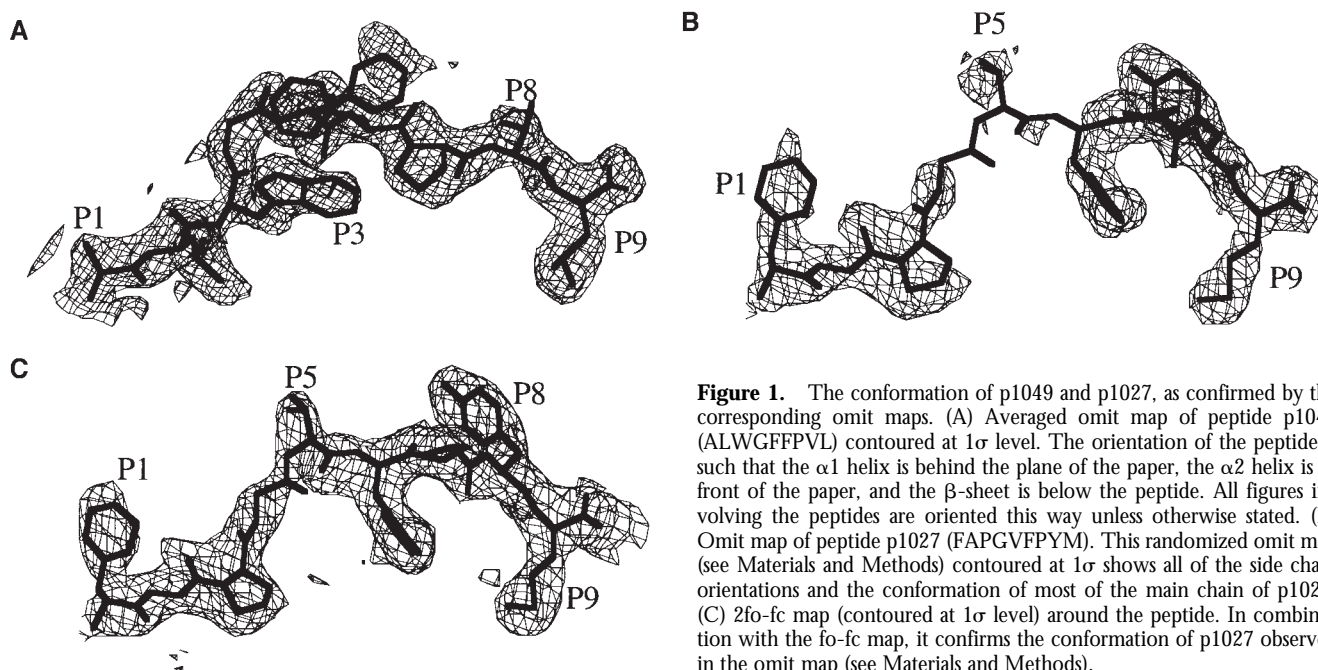 A
P8
P1
P3
P9
B
P5
P1
P9
C
P5
P8
P1
P9
Figure 1. The conformation of p1049 and p1027, as confirmed by th
corresponding omit maps. (A) Averaged omit map of peptide p104
(ALWGFFPVL) contoured at 1σ level. The orientation of the peptide
such that the α1 helix is behind the plane of the paper, the α2 helix is
front of the paper, and the β-sheet is below the peptide. All figures i
volving the peptides are oriented this way unless otherwise stated. (
Omit map of peptide p1027 (FAPGVFPYM). This randomized omit m
(see Materials and Methods) contoured at 1σ shows all of the side cha
orientations and the conformation of most of the main chain of p102
(C) 2fo-fc map (contoured at 1σ level) around the peptide. In combin
tion with the fo-fc map, it confirms the conformation of p1027 observe
in the omit map (see Materials and Methods).